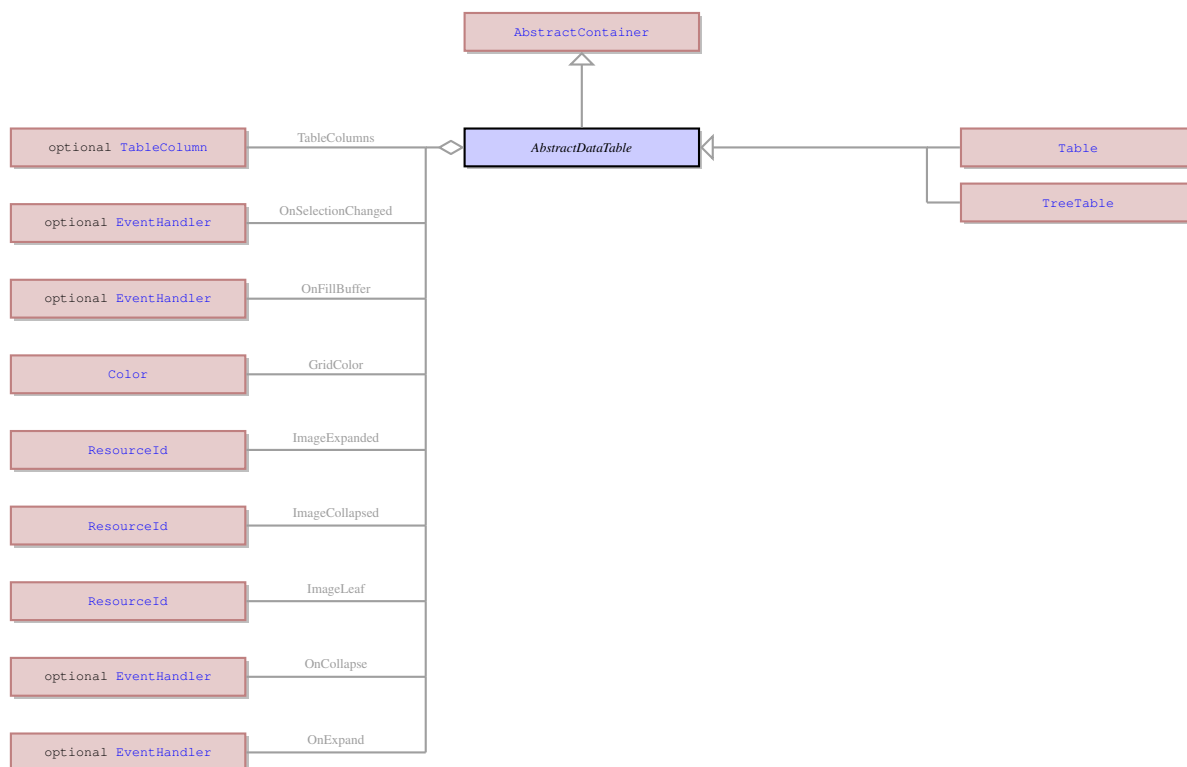 AbstractContainer
optional TableColumn
TableColumns
AbstractDataTable
Table
TreeTable
optional EventHandler
OnSelectionChanged
optional EventHandler
OnFillBuffer
Color
GridColor
ResourceId
ImageExpanded
ResourceId
ImageCollapsed
ResourceId
ImageLeaf
optional EventHandler
OnCollapse
optional EventHandler
OnExpand